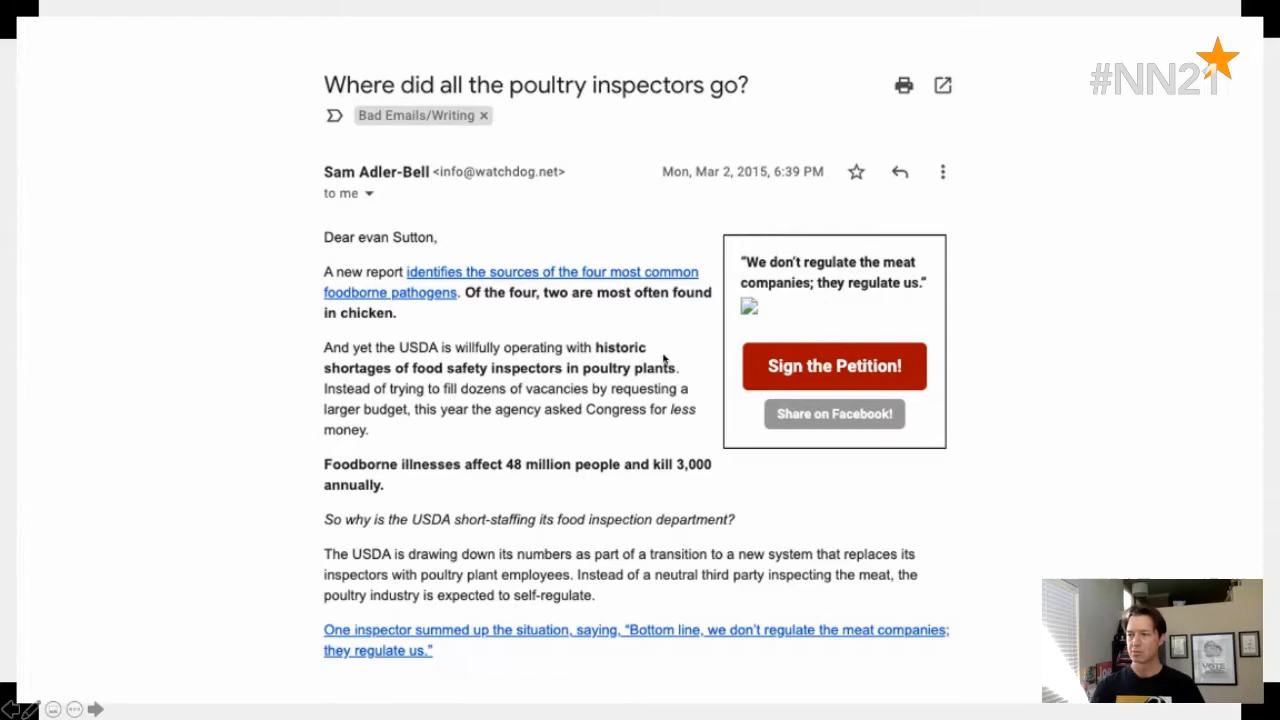 #NN21
Where did all the poultry inspectors go?
Bad Emails/Writing ×
Sam Adler-Bell <info@watchdog.net>
Mon, Mar 2, 2015, 6:39 PM
to me
Dear evan Sutton,
A new report identifies the sources of the four most common
foodborne pathogens. Of the four, two are most often found
in chicken.
And yet the USDA is willfully operating with historic
shortages of food safety inspectors in poultry plants.
Instead of trying to fill dozens of vacancies by requesting a
larger budget, this year the agency asked Congress for less
money.
Foodborne illnesses affect 48 million people and kill 3,000
annually.
So why is the USDA short-staffing its food inspection department?
The USDA is drawing down its numbers as part of a transition to a new system that replaces its
inspectors with poultry plant employees. Instead of a neutral third party inspecting the meat, the
poultry industry is expected to self-regulate.
One inspector summed up the situation, saying, “Bottom line, we don’t regulate the meat companies;
they regulate us.”
“We don’t regulate the meat
companies; they regulate us.”
Sign the Petition!
Share on Facebook!
VOTE